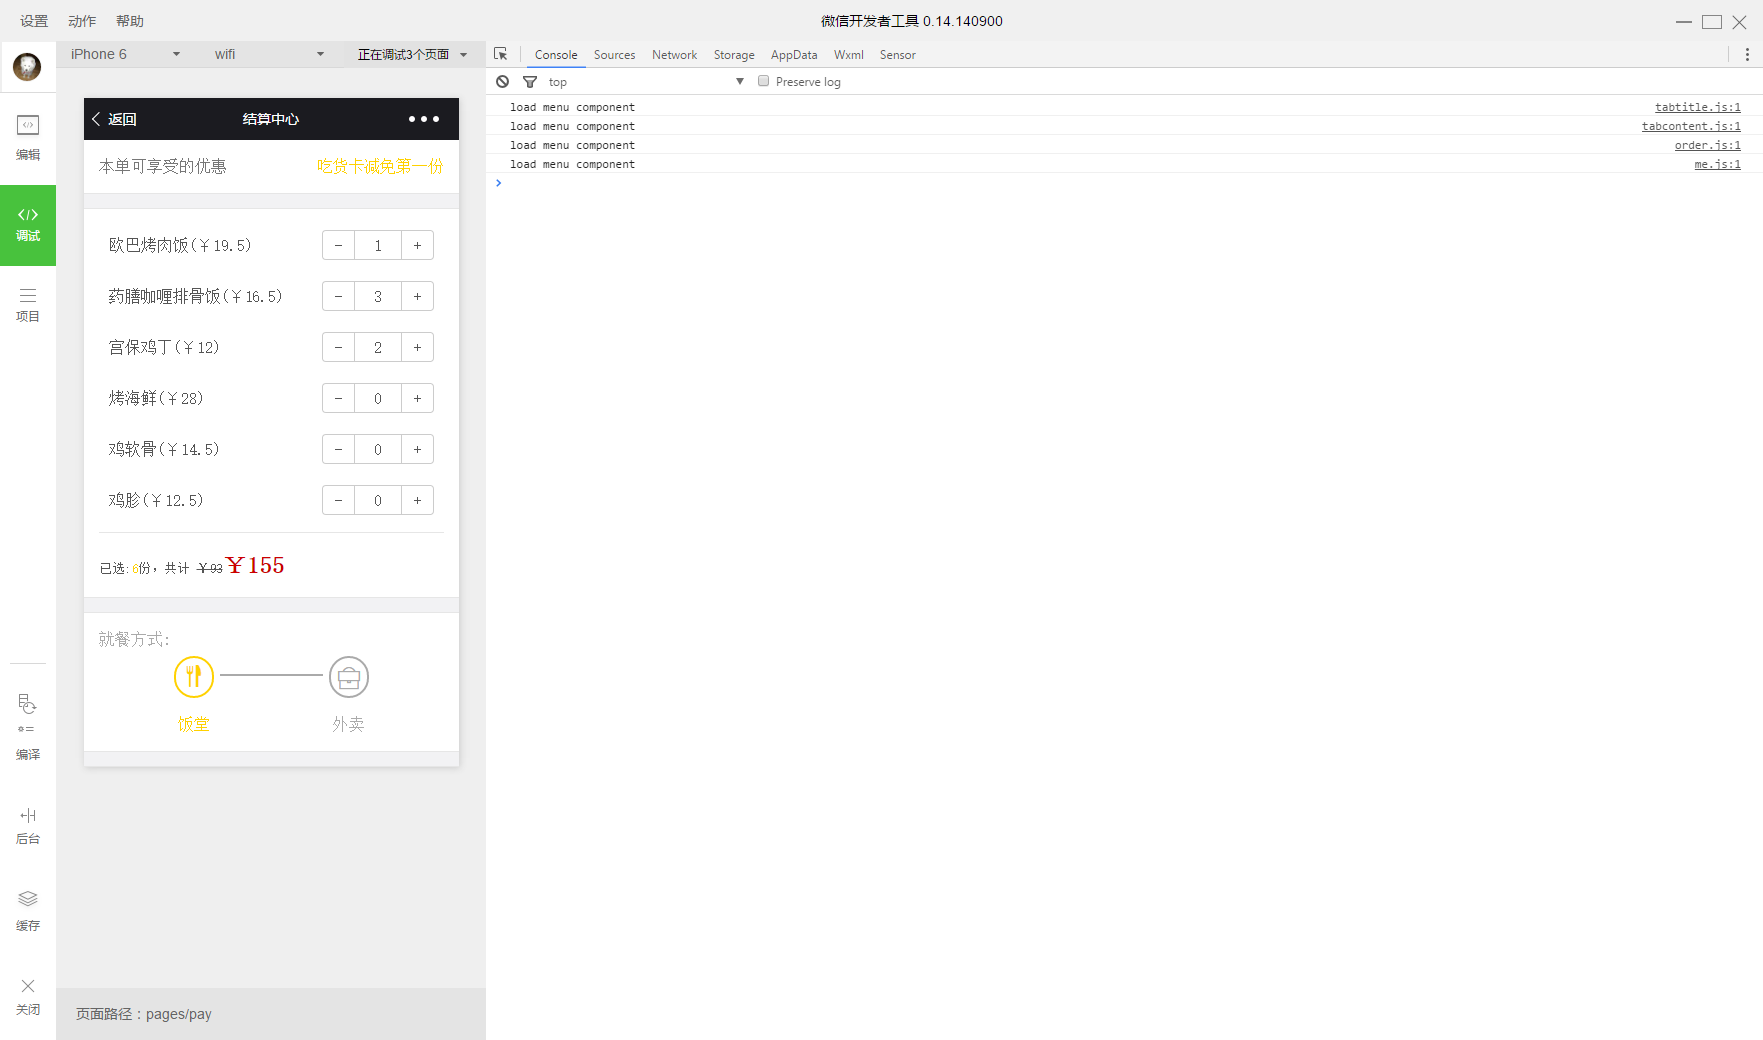 设置 动作 帮助 微信开发者工具 0.14.140900
iPhone 6 wifi 正在调试3个页面
Console Sources Network Storage AppData Wxml Sensor
top Preserve log
load menu component tabtitle.js:1
load menu component tabcontent.js:1
load menu component order.js:1
load menu component me.js:1
编辑
调试
项目
编译
后台
缓存
关闭
返回 结算中心
本单可享受的优惠 吃货卡减免第一份
欧巴烤肉饭(￥19.5) - 1 +
药膳咖喱排骨饭(￥16.5) - 3 +
宫保鸡丁(￥12) - 2 +
烤海鲜(￥28) - 0 +
鸡软骨(￥14.5) - 0 +
鸡胗(￥12.5) - 0 +
已选: 6份，共计 ￥93 ￥155
就餐方式:
饭堂 外卖
页面路径：pages/pay